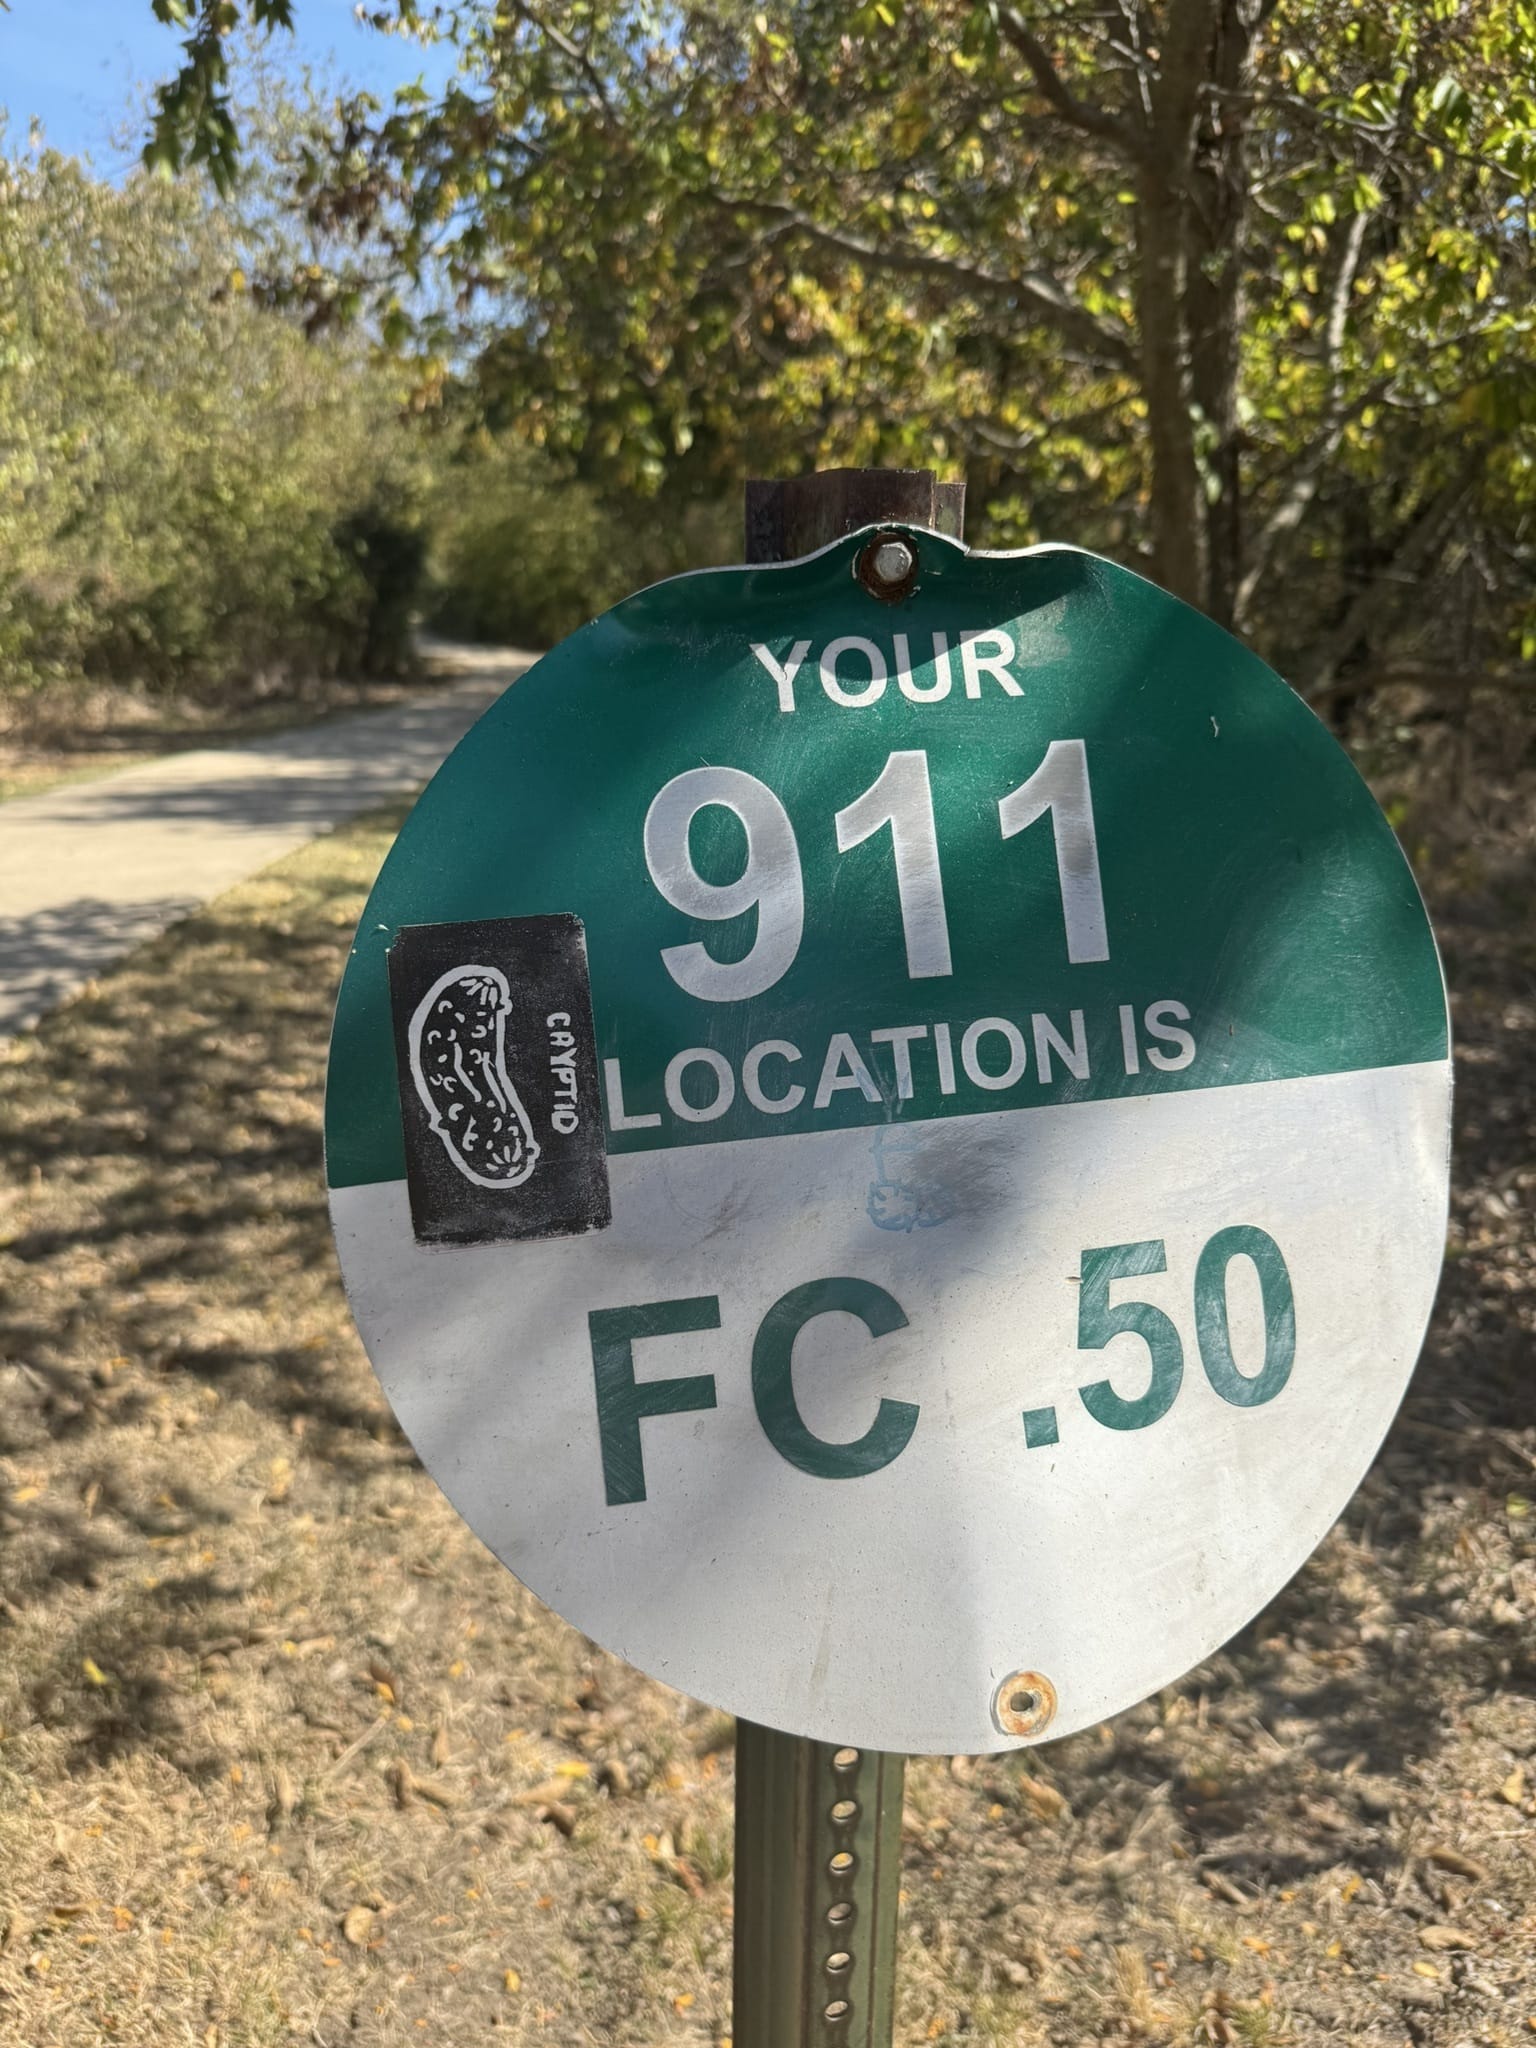 YOUR
911
LOCATION IS
CRYPTID
FC .50